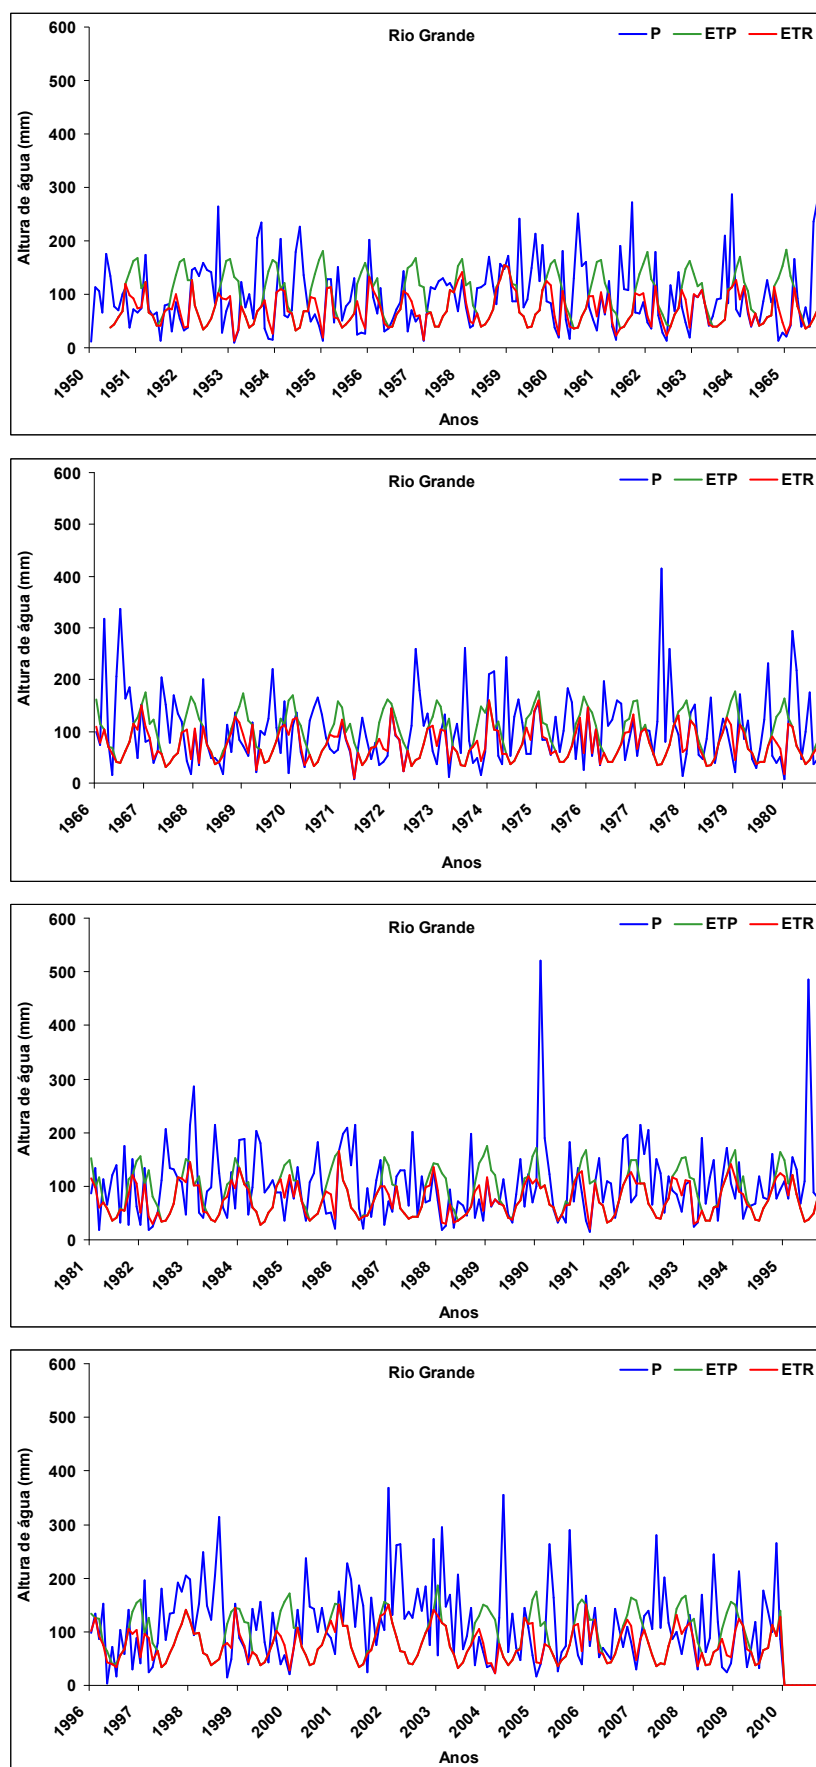 Rio Grande
P ETP ETR
Altura de água (mm)
600
500
400
300
200
100
0
1950 1951 1952 1953 1954 1955 1956 1957 1958 1959 1960 1961 1962 1963 1964 1965
Anos
Rio Grande
P ETP ETR
Altura de água (mm)
600
500
400
300
200
100
0
1966 1967 1968 1969 1970 1971 1972 1973 1974 1975 1976 1977 1978 1979 1980
Anos
Rio Grande
P ETP ETR
Altura de água (mm)
600
500
400
300
200
100
0
1981 1982 1983 1984 1985 1986 1987 1988 1989 1990 1991 1992 1993 1994 1995
Anos
Rio Grande
P ETP ETR
Altura de água (mm)
600
500
400
300
200
100
0
1996 1997 1998 1999 2000 2001 2002 2003 2004 2005 2006 2007 2008 2009 2010
Anos